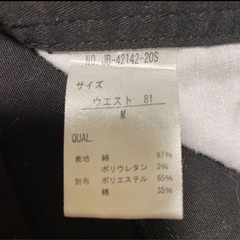 NO. JB-42142-20S
サイズ
ウエスト 81
M
QUAL
表地 綿 97%
ポリウレタン 3%
別布 ポリエステル 65%
綿 35%